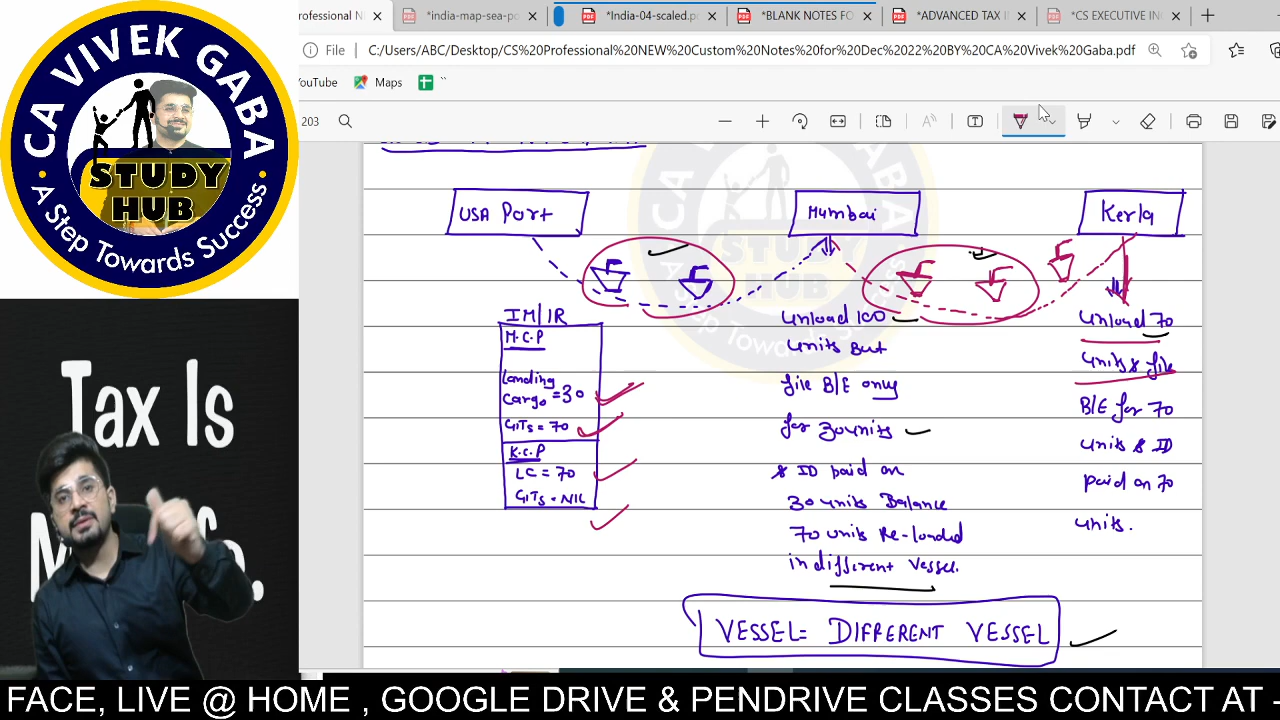 CA VIVEK GABA
STUDY
HUB
• A Step Towards Success •
Tax Is
rofessional N
*india-map-sea-po
*India-04-scaled.p
*BLANK NOTES FO
*ADVANCED TAX L
*CS EXECUTIVE IN
File
C:/Users/ABC/Desktop/CS%20Professional%20NEW%20Custom%20Notes%20for%20Dec%2022%20BY%20CA%20Vivek%20Gaba.pdf
ouTube
Maps
``
203
USA Port
Mumbai
Kerla
IM/IR
M.C.P
Landing
Cargo = 30
GITs = 70
K.C.P
LC = 70
GITs = NIL
unload 100
units But
file B/E only
for 30 units
& ID paid on
30 units Balance
70 units Re-loaded
in different vessel.
unload 70
units & file
B/E for 70
units & ID
paid on 70
units.
VESSEL = DIFFERENT VESSEL
FACE, LIVE @ HOME , GOOGLE DRIVE & PENDRIVE CLASSES CONTACT AT -